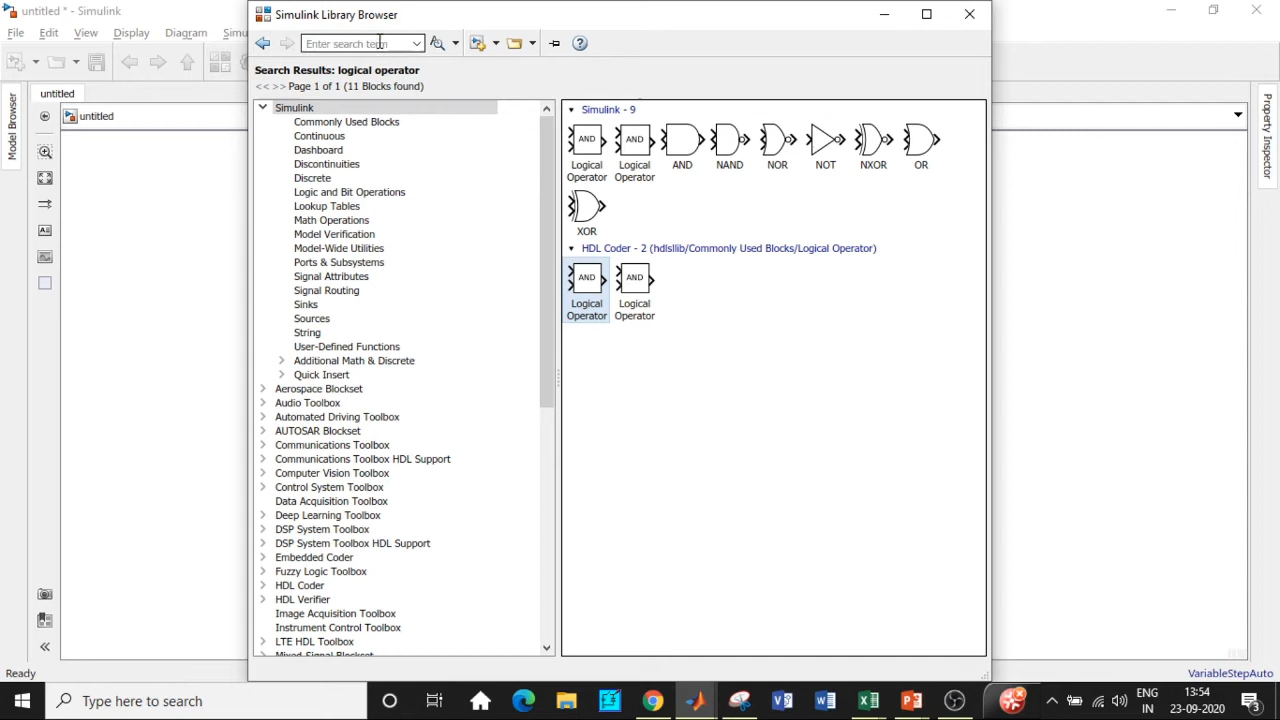 untitled * - Simulink
Simulink Library Browser
File Edit View Display Diagram Simu
Enter search term
Search Results: logical operator
<< >> Page 1 of 1 (11 Blocks found)
untitled
untitled
Model Browser
Property Inspector
Simulink
Commonly Used Blocks
Continuous
Dashboard
Discontinuities
Discrete
Logic and Bit Operations
Lookup Tables
Math Operations
Model Verification
Model-Wide Utilities
Ports & Subsystems
Signal Attributes
Signal Routing
Sinks
Sources
String
User-Defined Functions
Additional Math & Discrete
Quick Insert
Aerospace Blockset
Audio Toolbox
Automated Driving Toolbox
AUTOSAR Blockset
Communications Toolbox
Communications Toolbox HDL Support
Computer Vision Toolbox
Control System Toolbox
Data Acquisition Toolbox
Deep Learning Toolbox
DSP System Toolbox
DSP System Toolbox HDL Support
Embedded Coder
Fuzzy Logic Toolbox
HDL Coder
HDL Verifier
Image Acquisition Toolbox
Instrument Control Toolbox
LTE HDL Toolbox
Mixed-Signal Blockset
Simulink - 9
AND AND
Logical Operator Logical Operator AND NAND NOR NOT NXOR OR
XOR
HDL Coder - 2 (hdlsllib/Commonly Used Blocks/Logical Operator)
AND AND
Logical Operator Logical Operator
Ready
VariableStepAuto
Type here to search
ENG
IN
13:54
23-09-2020
3